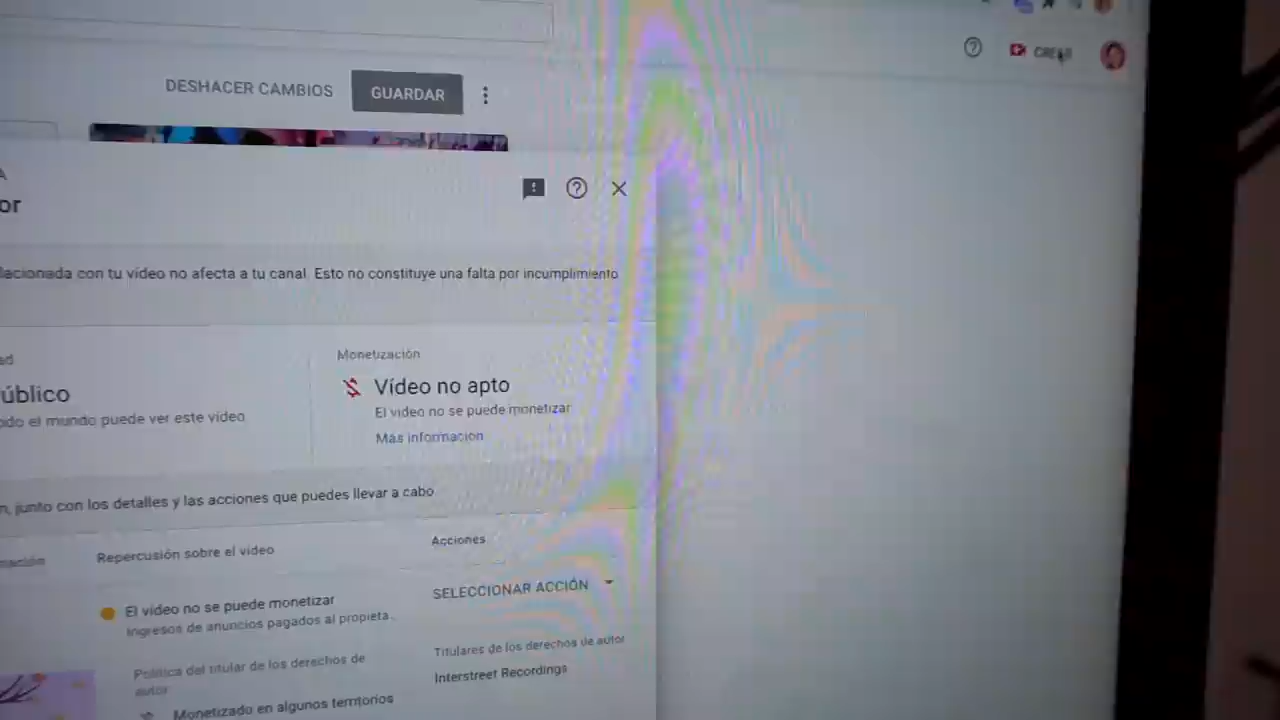 CREAR
DESHACER CAMBIOS
GUARDAR
or
lacionada con tu vídeo no afecta a tu canal. Esto no constituye una falta por incumplimiento
Monetización
úblico
Vídeo no apto
odo el mundo puede ver este vídeo
El vídeo no se puede monetizar
Más información
n, junto con los detalles y las acciones que puedes llevar a cabo
Repercusión sobre el vídeo
Acciones
El vídeo no se puede monetizar
SELECCIONAR ACCIÓN
Ingresos de anuncios pagados al propieta...
Política del titular de los derechos de
autor
Titulares de los derechos de autor
Interstreet Recordings
Monetizado en algunos territorios